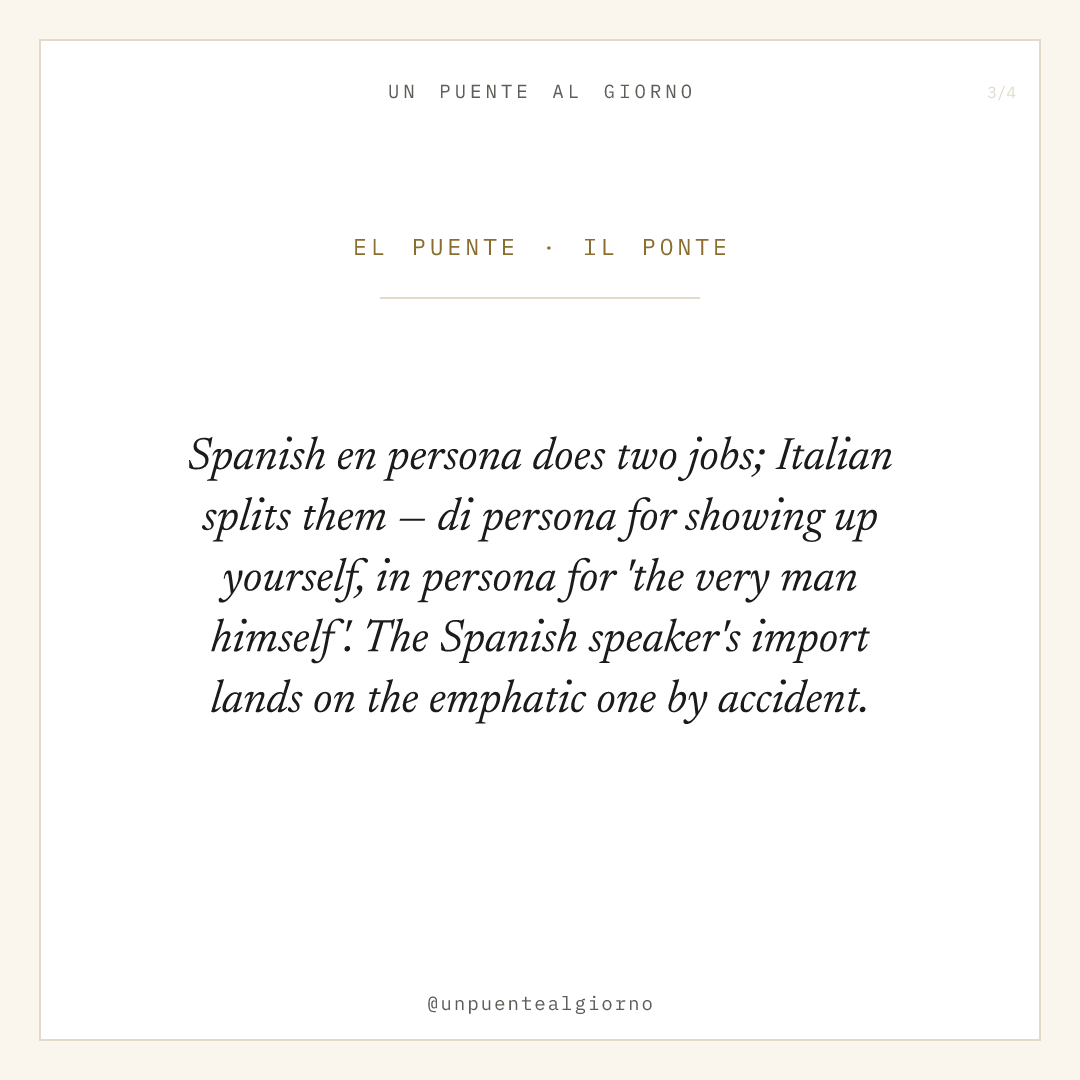 UN PUENTE AL GIORNO
3/4
EL PUENTE · IL PONTE
Spanish en persona does two jobs; Italian
splits them — di persona for showing up
yourself, in persona for 'the very man
himself'. The Spanish speaker's import
lands on the emphatic one by accident.
@unpuentealgiorno